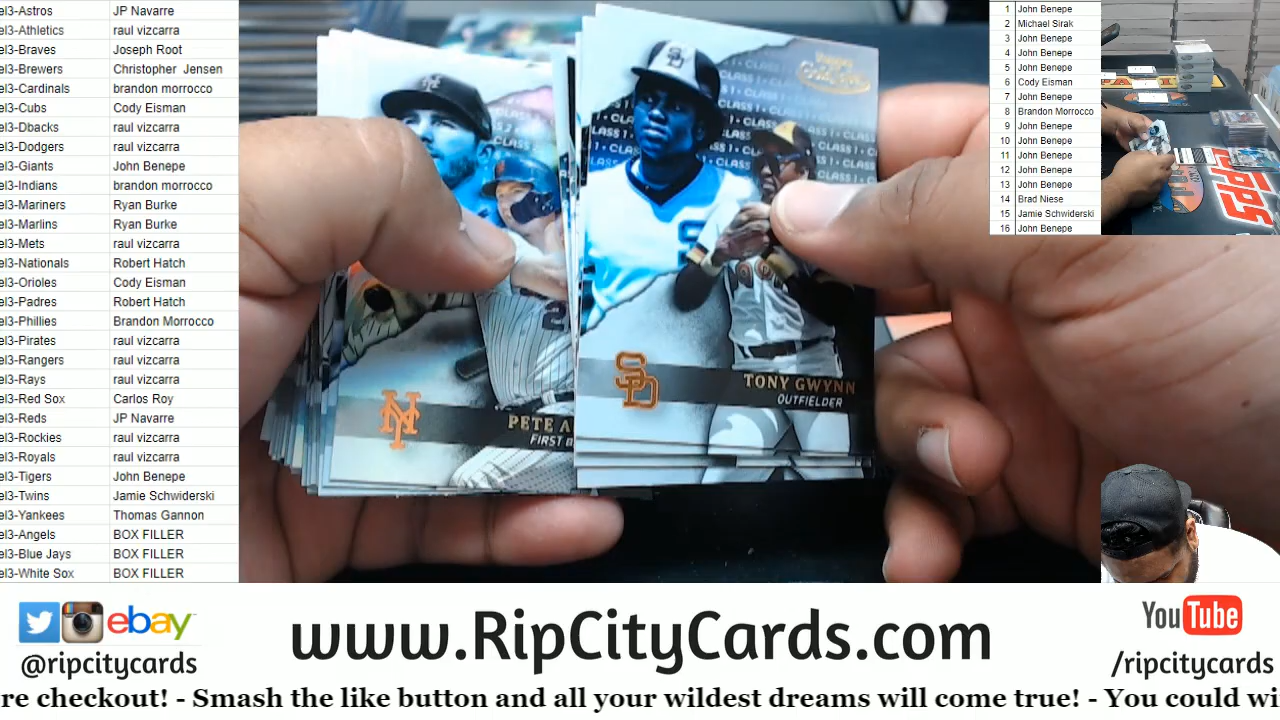 el3-Astros JP Navarre
el3-Athletics raul vizcarra
el3-Braves Joseph Root
el3-Brewers Christopher Jensen
el3-Cardinals brandon morrocco
el3-Cubs Cody Eisman
el3-Dbacks raul vizcarra
el3-Dodgers raul vizcarra
el3-Giants John Benepe
el3-Indians brandon morrocco
el3-Mariners Ryan Burke
el3-Marlins Ryan Burke
el3-Mets raul vizcarra
el3-Nationals Robert Hatch
el3-Orioles Cody Eisman
el3-Padres Robert Hatch
el3-Phillies Brandon Morrocco
el3-Pirates raul vizcarra
el3-Rangers raul vizcarra
el3-Rays raul vizcarra
el3-Red Sox Carlos Roy
el3-Reds JP Navarre
el3-Rockies raul vizcarra
el3-Royals raul vizcarra
el3-Tigers John Benepe
el3-Twins Jamie Schwiderski
el3-Yankees Thomas Gannon
el3-Angels BOX FILLER
el3-Blue Jays BOX FILLER
el3-White Sox BOX FILLER
CLASS 1
SD
TONY GWYNN
OUTFIELDER
NY
PETE A
FIRST B
1 John Benepe
2 Michael Sirak
3 John Benepe
4 John Benepe
5 John Benepe
6 Cody Eisman
7 John Benepe
8 Brandon Morrocco
9 John Benepe
10 John Benepe
11 John Benepe
12 John Benepe
13 John Benepe
14 Brad Niese
15 Jamie Schwiderski
16 John Benepe
ebay
@ripcitycards
www.RipCityCards.com
YouTube
/ripcitycards
re checkout! - Smash the like button and all your wildest dreams will come true! - You could wi